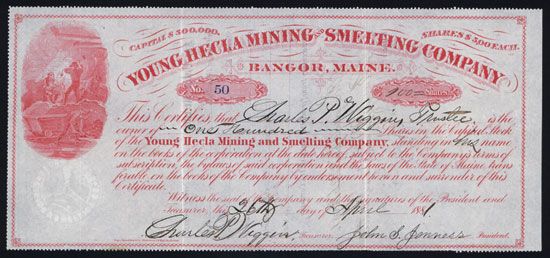 CAPITAL $500,000. SHARES $5.00 EACH.
YOUNG HECLA MINING AND SMELTING COMPANY
BANGOR, MAINE.
No. 50 100 Shares
This Certifies that Charles P. Wiggin, Trustee is the
owner of One Hundred Shares in the Capital Stock
of the Young Hecla Mining and Smelting Company, standing in his name
on the books of the corporation at the date hereof, subject to the Company's terms of
subscription, the bylaws of said corporation and the laws of the State of Maine. Trans-
ferable, on the books of the Company by endorsement hereon and surrender of this
Certificate.
Witness the seal of the Company and the signatures of the President and
Treasurer this 26th day of April 1881
Charles P. Wiggin Treasurer. John S. Jenness President.